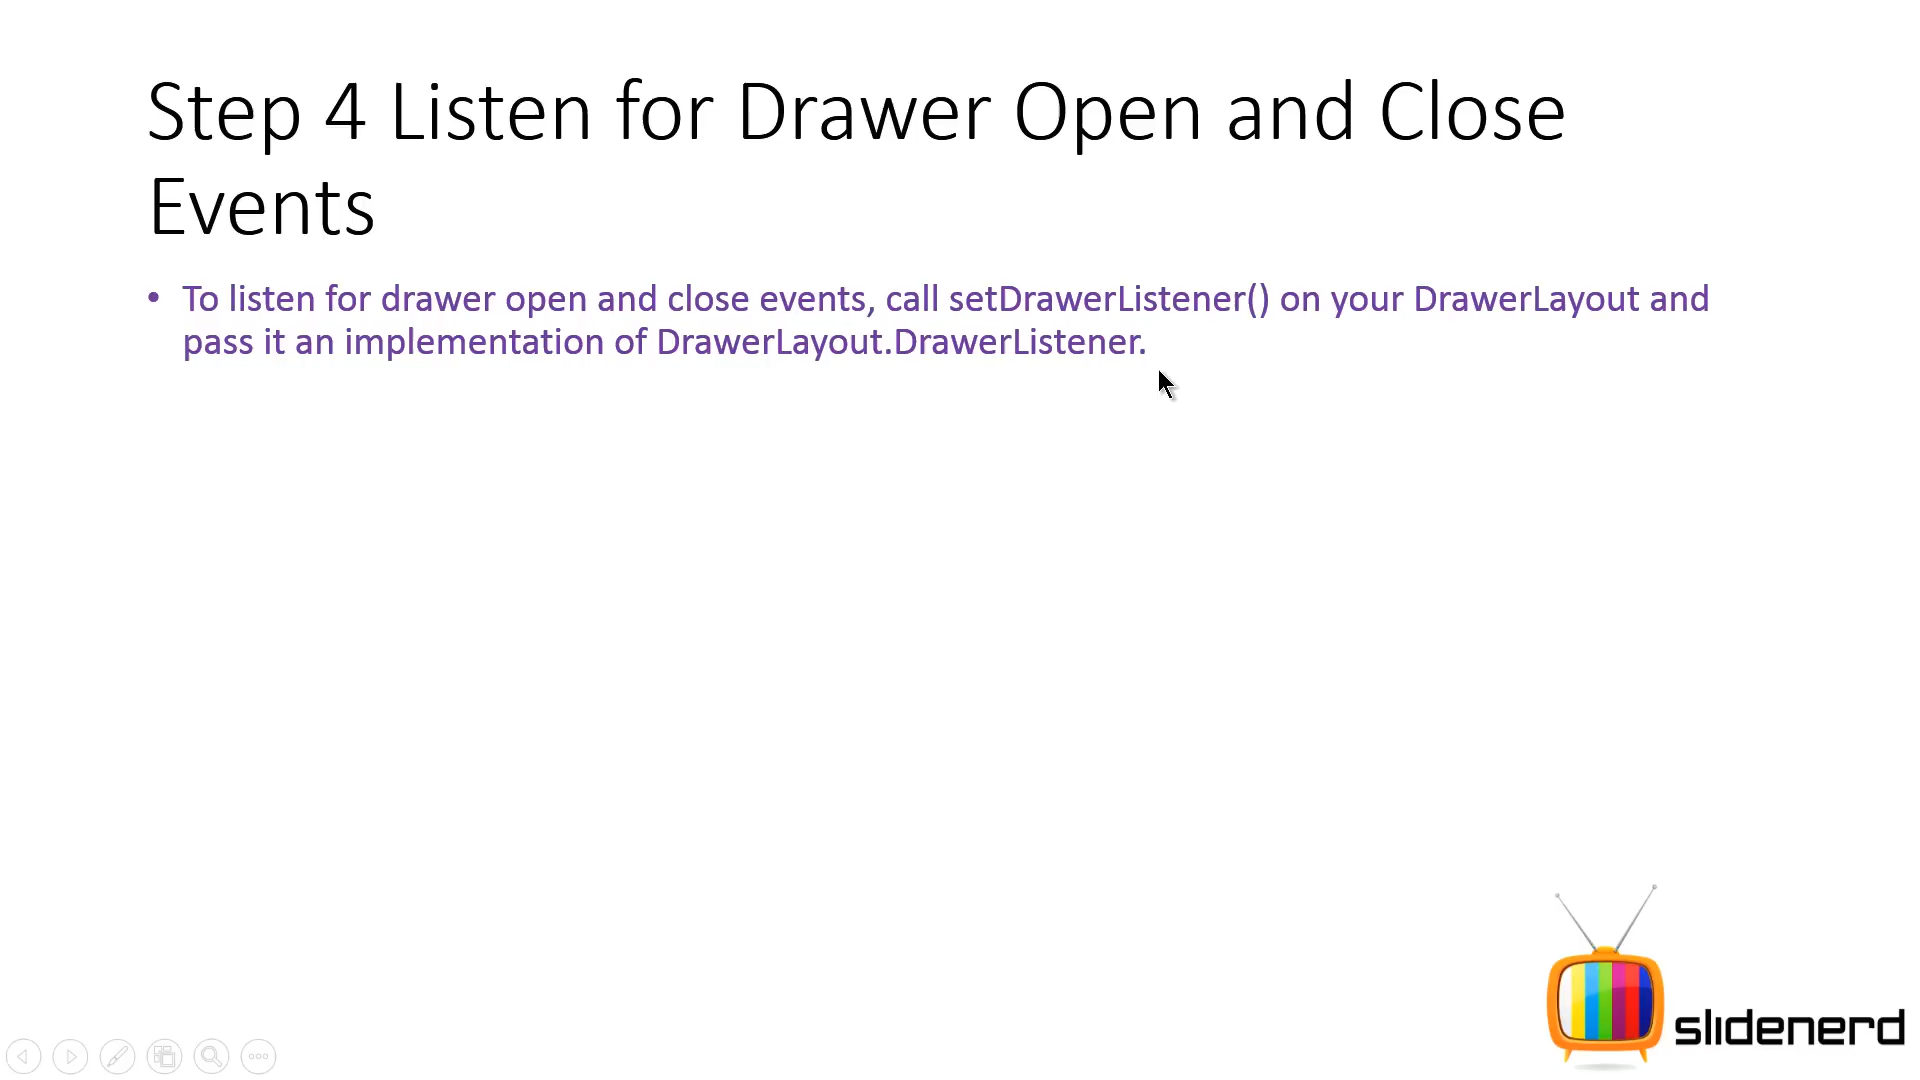 Step 4 Listen for Drawer Open and Close
Events
• To listen for drawer open and close events, call setDrawerListener() on your DrawerLayout and
pass it an implementation of DrawerLayout.DrawerListener.
slidenerd